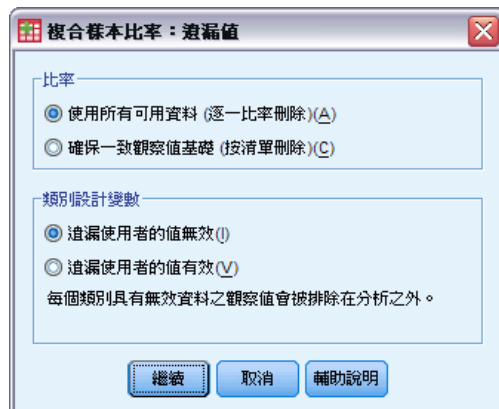 複合樣本比率：遺漏值
比率
使用所有可用資料 (逐一比率刪除)(A)
確保一致觀察值基礎 (按清單刪除)(C)
類別設計變數
遺漏使用者的值無效(I)
遺漏使用者的值有效(V)
每個類別具有無效資料之觀察值會被排除在分析之外。
繼續 取消 輔助說明